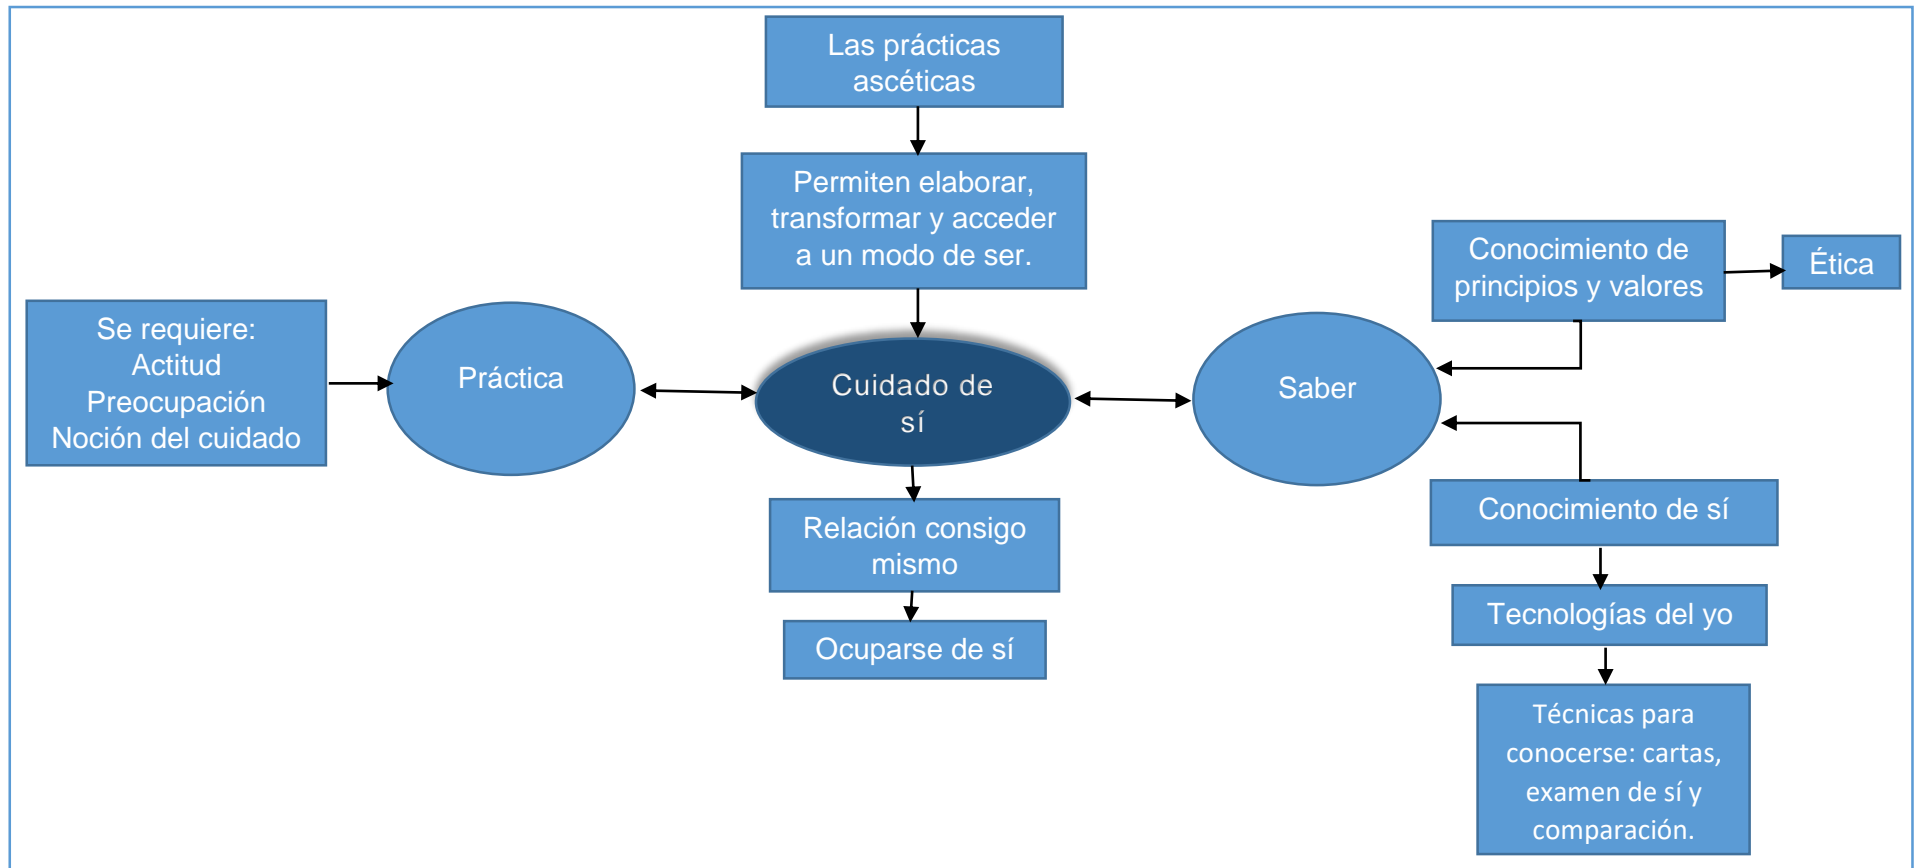 Las prácticas
ascéticas
Permiten elaborar,
transformar y acceder
a un modo de ser.
Conocimiento de
principios y valores
Ética
Se requiere:
Actitud
Preocupación
Noción del cuidado
Práctica
Cuidado de
sí
Saber
Relación consigo
mismo
Ocuparse de sí
Conocimiento de sí
Tecnologías del yo
Técnicas para
conocerse: cartas,
examen de sí y
comparación.